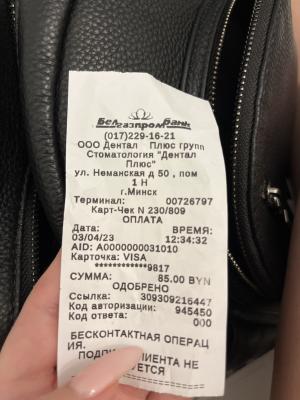 Белгазпромбанк
(017)229-16-21
ООО Дентал Плюс групп
Стоматология "Дентал
Плюс"
ул. Неманская д 50 , пом
1 Н
г.Минск
Терминал: 00726797
Карт-Чек N 230/809
ОПЛАТА
Дата: ВРЕМЯ:
03/04/23 12:34:32
AID: A0000000031010
Карточка: VISA
************9817
СУММА: 85.00 BYN
ОДОБРЕНО
Ссылка: 309309216447
Код авторизации: 945450
Код ответа: 000
БЕСКОНТАКТНАЯ ОПЕРАЦ
ИЯ.
НЕ